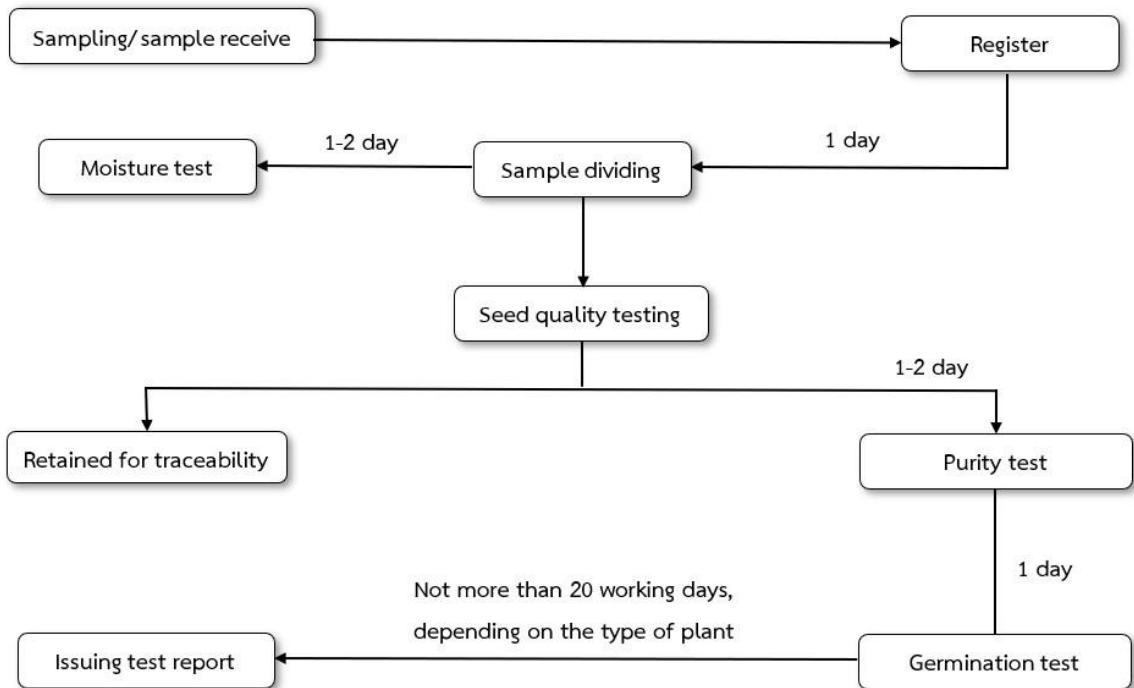 Sampling/ sample receive
Register
1 day
1-2 day
Moisture test
Sample dividing
Seed quality testing
1-2 day
Retained for traceability
Purity test
1 day
Not more than 20 working days,
depending on the type of plant
Issuing test report
Germination test